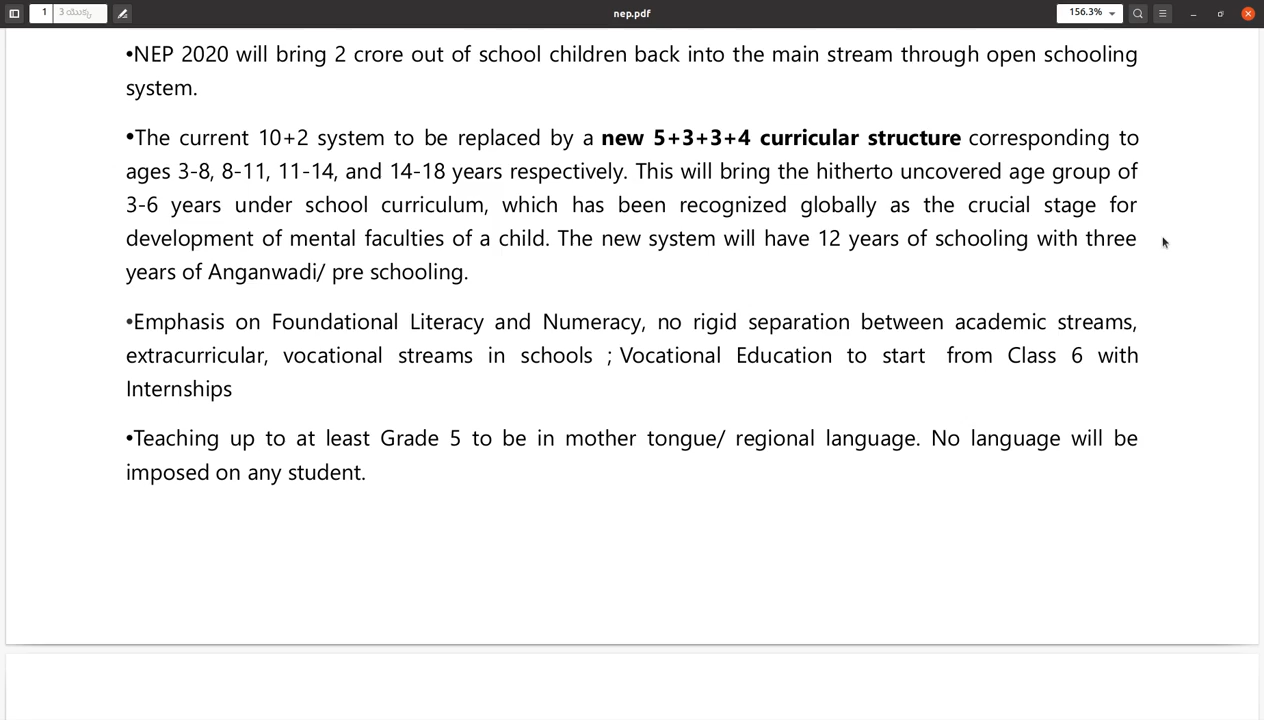 1
3 ಯೊಕ್ಕ
nep.pdf
156.3%
•NEP 2020 will bring 2 crore out of school children back into the main stream through open schooling
system.
•The current 10+2 system to be replaced by a new 5+3+3+4 curricular structure corresponding to
ages 3-8, 8-11, 11-14, and 14-18 years respectively. This will bring the hitherto uncovered age group of
3-6 years under school curriculum, which has been recognized globally as the crucial stage for
development of mental faculties of a child. The new system will have 12 years of schooling with three
years of Anganwadi/ pre schooling.
•Emphasis on Foundational Literacy and Numeracy, no rigid separation between academic streams,
extracurricular, vocational streams in schools ; Vocational Education to start from Class 6 with
Internships
•Teaching up to at least Grade 5 to be in mother tongue/ regional language. No language will be
imposed on any student.